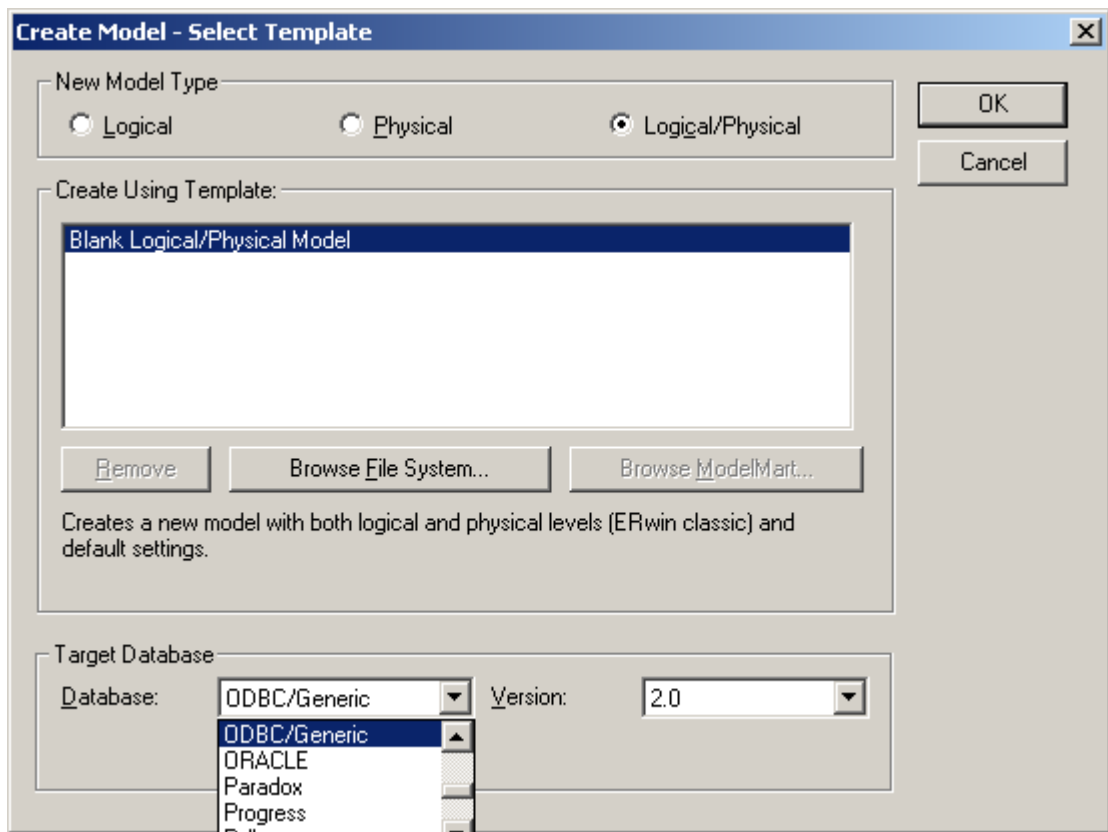 Create Model - Select Template
New Model Type
Logical
Physical
Logical/Physical
OK
Cancel
Create Using Template:
Blank Logical/Physical Model
Remove
Browse File System...
Browse ModelMart...
Creates a new model with both logical and physical levels (ERwin classic) and
default settings.
Target Database
Database:
ODBC/Generic
Version:
2.0
ODBC/Generic
ORACLE
Paradox
Progress